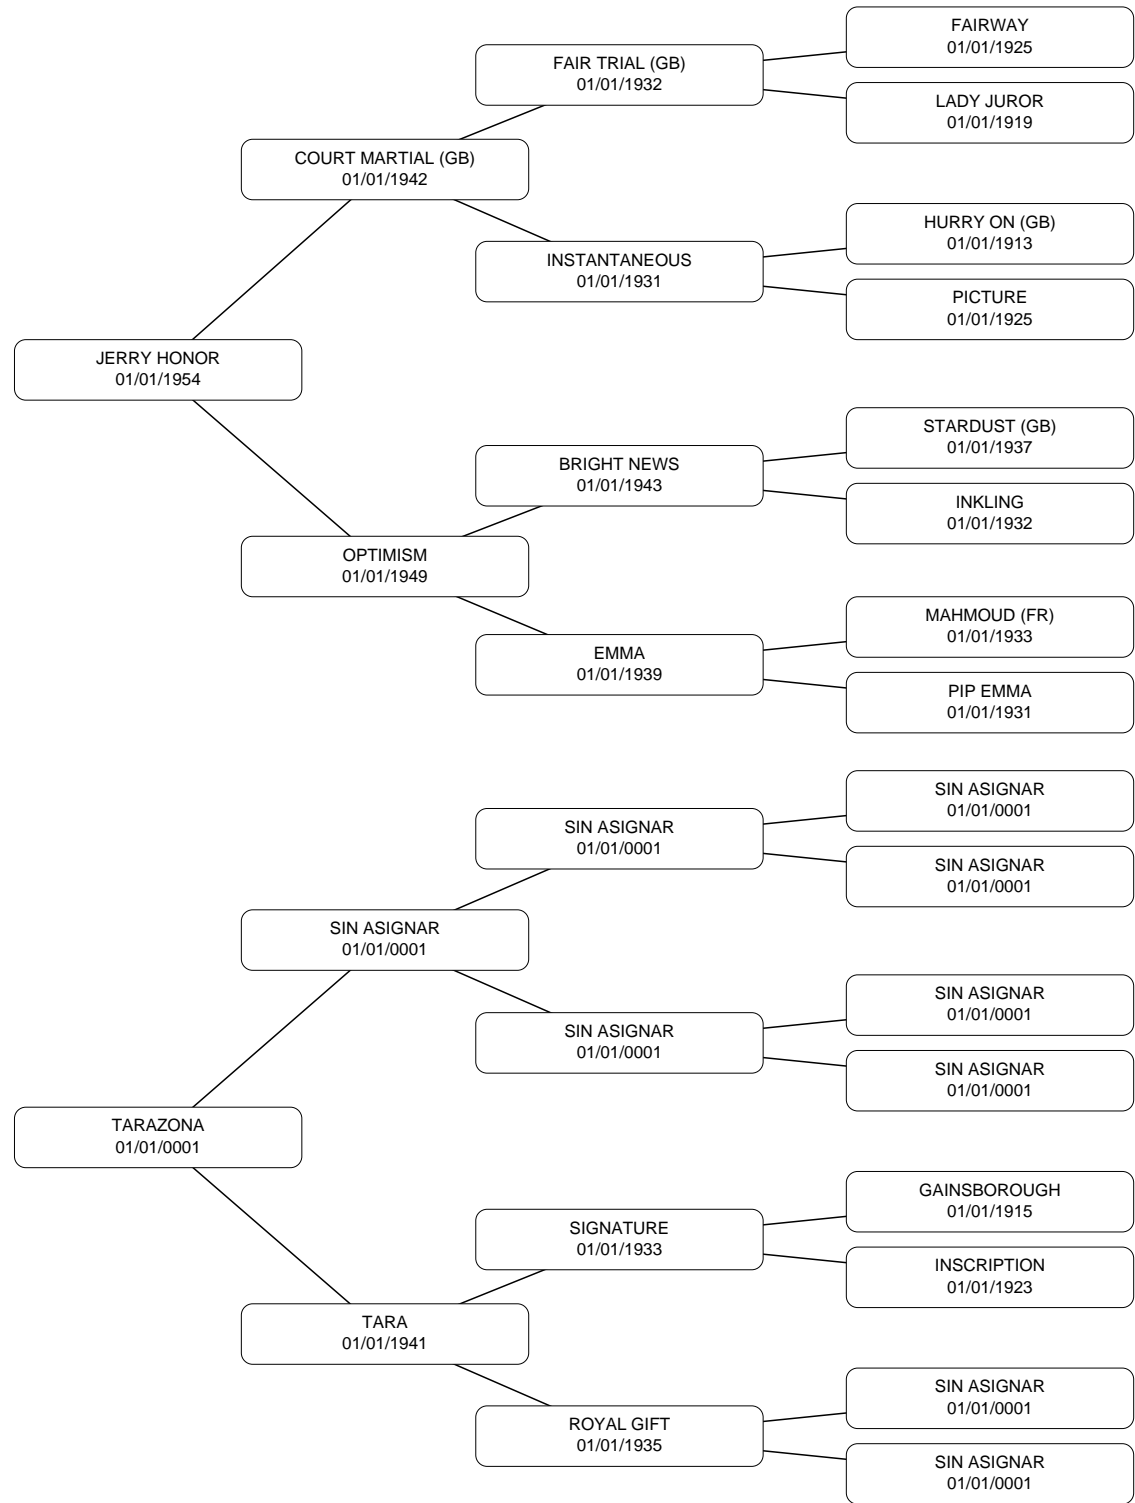 FAIRWAY
01/01/1925
FAIR TRIAL (GB)
01/01/1932
LADY JUROR
01/01/1919
COURT MARTIAL (GB)
01/01/1942
HURRY ON (GB)
01/01/1913
INSTANTANEOUS
01/01/1931
PICTURE
01/01/1925
JERRY HONOR
01/01/1954
STARDUST (GB)
01/01/1937
BRIGHT NEWS
01/01/1943
INKLING
01/01/1932
OPTIMISM
01/01/1949
MAHMOUD (FR)
01/01/1933
EMMA
01/01/1939
PIP EMMA
01/01/1931
SIN ASIGNAR
01/01/0001
SIN ASIGNAR
01/01/0001
SIN ASIGNAR
01/01/0001
SIN ASIGNAR
01/01/0001
SIN ASIGNAR
01/01/0001
SIN ASIGNAR
01/01/0001
SIN ASIGNAR
01/01/0001
TARAZONA
01/01/0001
GAINSBOROUGH
01/01/1915
SIGNATURE
01/01/1933
INSCRIPTION
01/01/1923
TARA
01/01/1941
SIN ASIGNAR
01/01/0001
ROYAL GIFT
01/01/1935
SIN ASIGNAR
01/01/0001